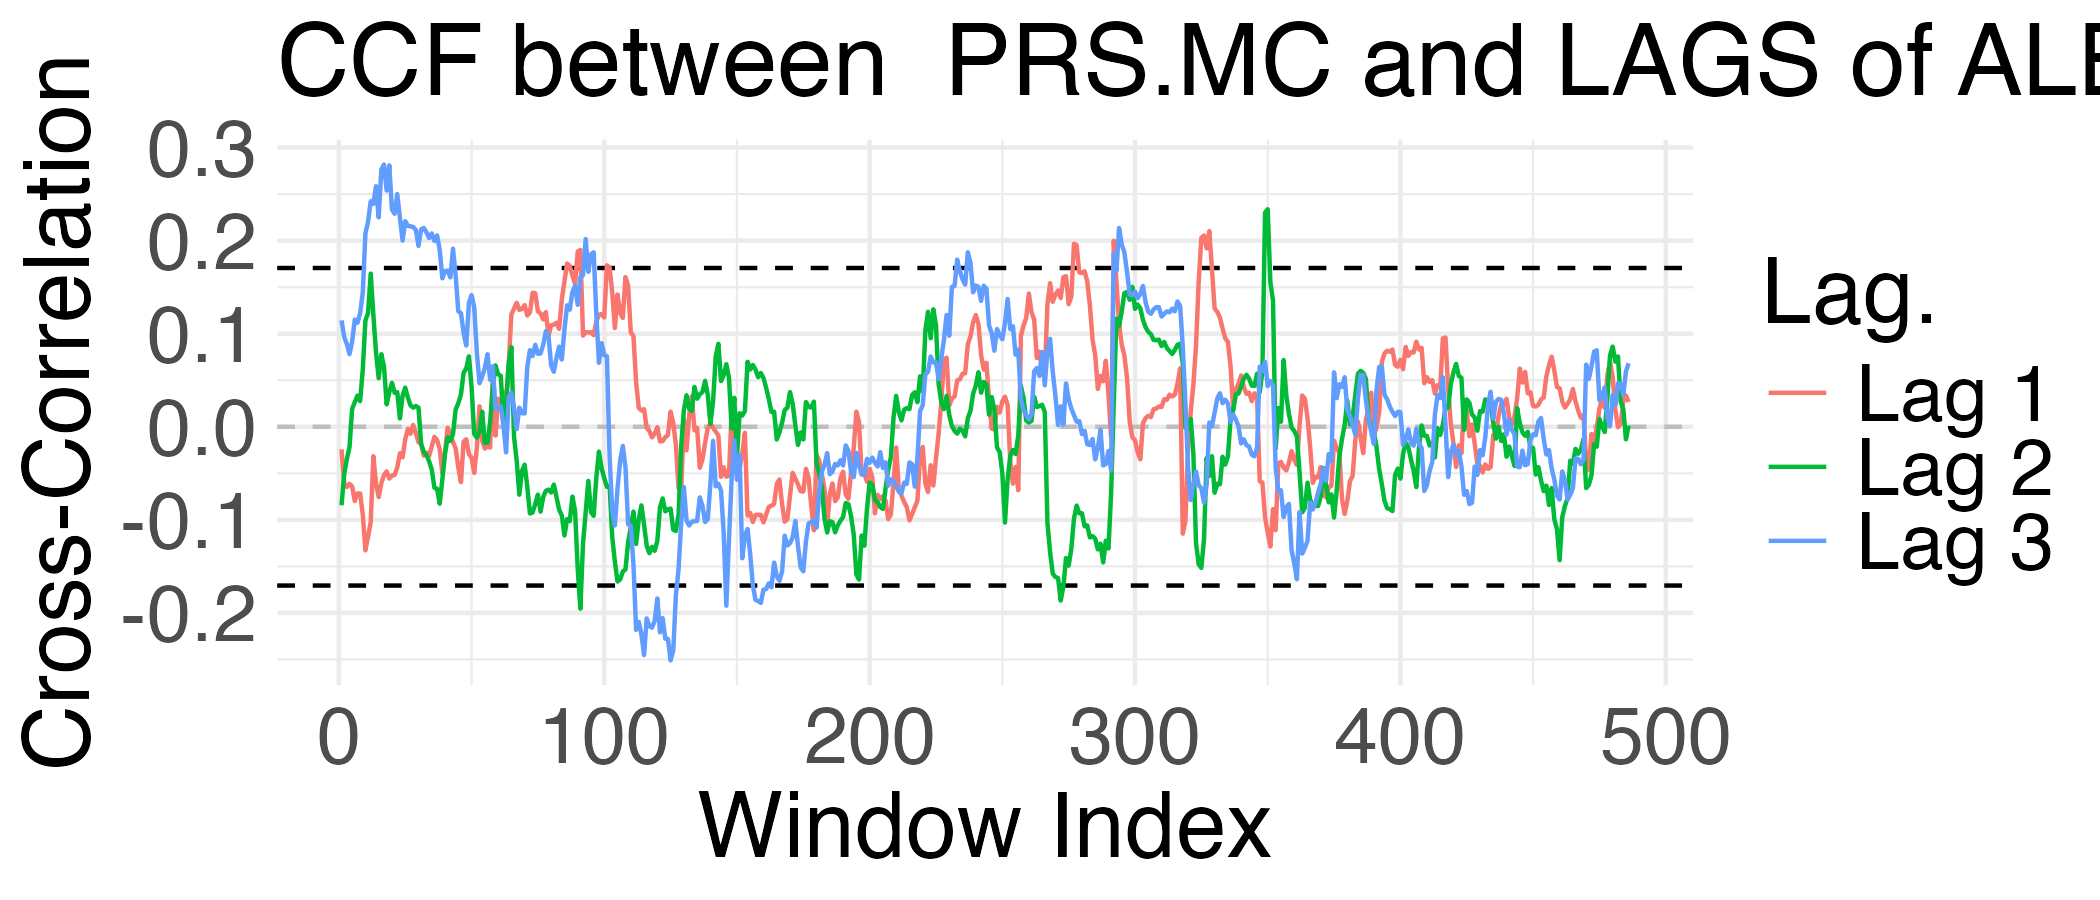 CCF between  PRS.MC and LAGS of
Cross-Correlation
0.3
0.2
0.1
0.0
-0.1
-0.2
0 100 200 300 400 500
Window Index
Lag.
Lag 1
Lag 2
Lag 3